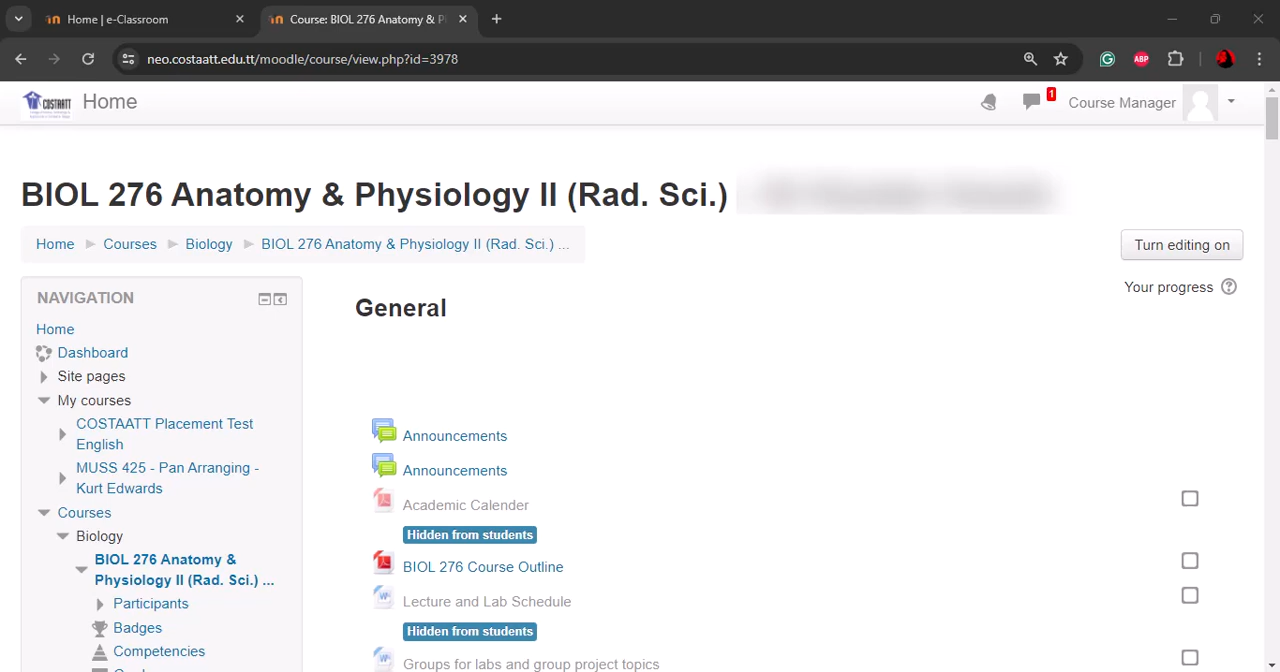 Home | e-Classroom
Course: BIOL 276 Anatomy & P
neo.costaatt.edu.tt/moodle/course/view.php?id=3978
ABP
COSTAATT
Home
1
Course Manager
BIOL 276 Anatomy & Physiology II (Rad. Sci.)
Home
Courses
Biology
BIOL 276 Anatomy & Physiology II (Rad. Sci.) ...
Turn editing on
Your progress
NAVIGATION
Home
Dashboard
Site pages
My courses
COSTAATT Placement Test
English
MUSS 425 - Pan Arranging -
Kurt Edwards
Courses
Biology
BIOL 276 Anatomy &
Physiology II (Rad. Sci.) ...
Participants
Badges
Competencies
General
Announcements
Announcements
Academic Calender
Hidden from students
BIOL 276 Course Outline
Lecture and Lab Schedule
Hidden from students
Groups for labs and group project topics